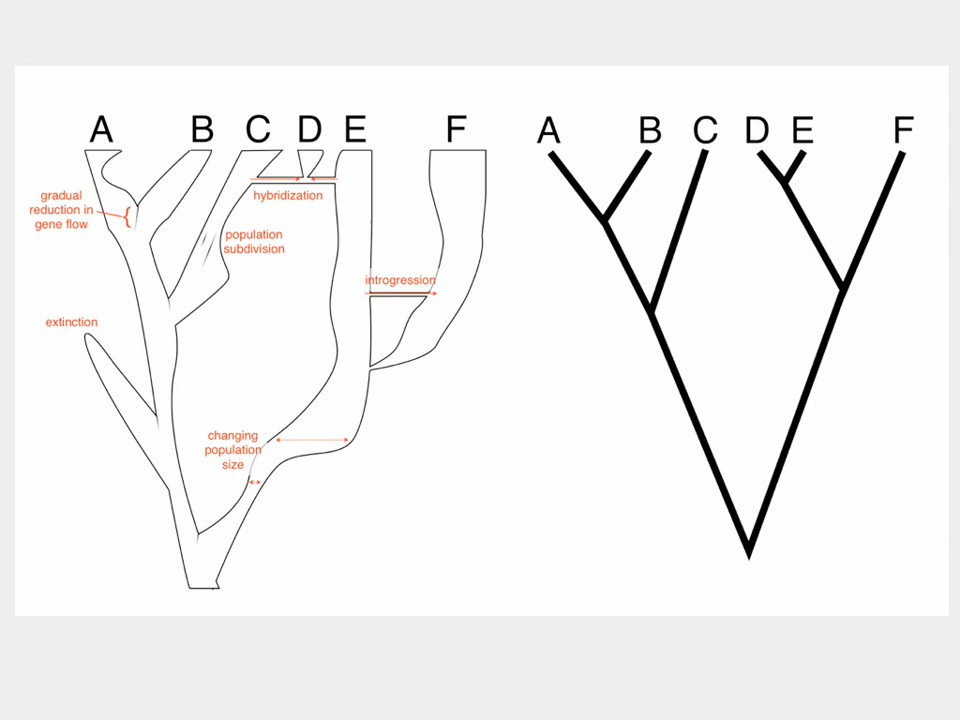 A B C D E F
gradual
reduction in
gene flow
hybridization
population
subdivision
introgression
extinction
changing
population
size
A B C D E F